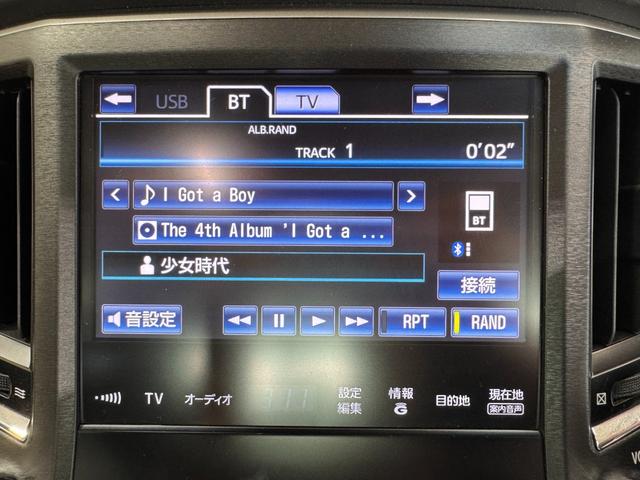 USB BT TV
ALB.RAND
TRACK 1 0'02"
I Got a Boy
The 4th Album 'I Got a ...
BT
少女時代
接続
音設定 RPT RAND
TV オーディオ 設定編集 情報 G 目的地 現在地
案内音声